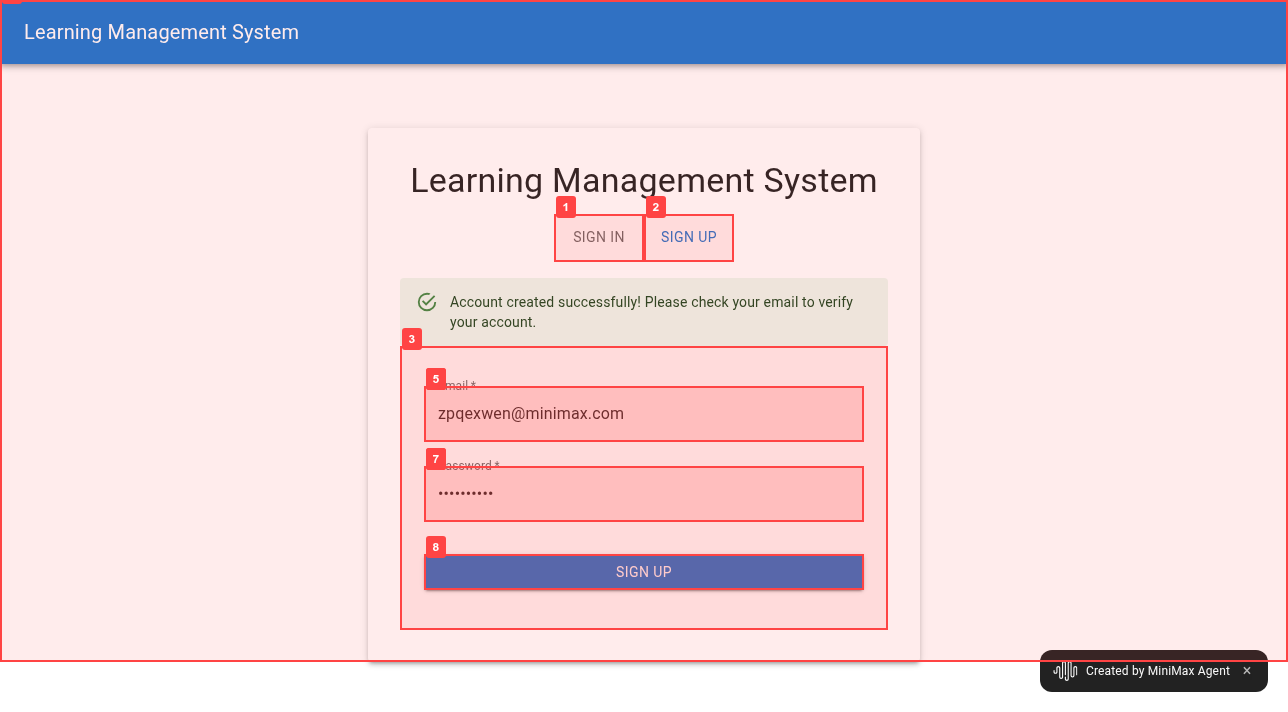 Learning Management System
Learning Management System
1
2
SIGN IN
SIGN UP
Account created successfully! Please check your email to verify
your account.
3
5
mail *
zpqexwen@minimax.com
7
assword *
••••••••••
8
SIGN UP
Created by MiniMax Agent ×